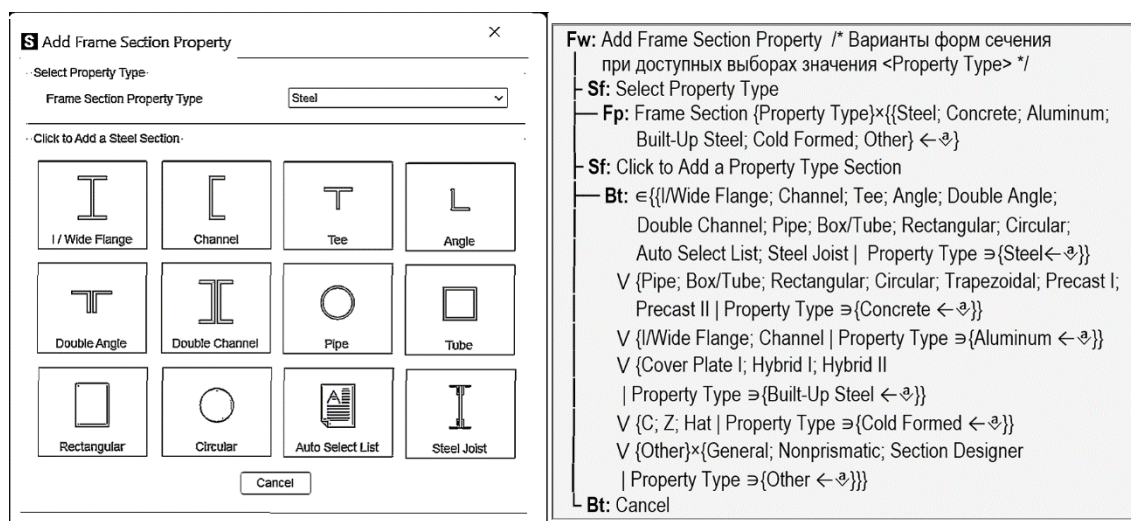 S Add Frame Section Property ×
Select Property Type
Frame Section Property Type Steel
Click to Add a Steel Section
I / Wide Flange Channel Tee Angle
Double Angle Double Channel Pipe Tube
A
Rectangular Circular Auto Select List Steel Joist
Cancel
Fw: Add Frame Section Property /* Варианты форм сечения
при доступных выборах значения <Property Type> */
Sf: Select Property Type
Fp: Frame Section {Property Type}×{{Steel; Concrete; Aluminum;
Built-Up Steel; Cold Formed; Other} ←ª}
Sf: Click to Add a Property Type Section
Bt: ∈{{I/Wide Flange; Channel; Tee; Angle; Double Angle;
Double Channel; Pipe; Box/Tube; Rectangular; Circular;
Auto Select List; Steel Joist | Property Type ∋{Steel←ª}}
V {Pipe; Box/Tube; Rectangular; Circular; Trapezoidal; Precast I;
Precast II | Property Type ∋{Concrete ←ª}}
V {I/Wide Flange; Channel | Property Type ∋{Aluminum ←ª}}
V {Cover Plate I; Hybrid I; Hybrid II
| Property Type ∋{Built-Up Steel ←ª}}
V {C; Z; Hat | Property Type ∋{Cold Formed ←ª}}
V {Other}×{General; Nonprismatic; Section Designer
| Property Type ∋{Other ←ª}}}
Bt: Cancel